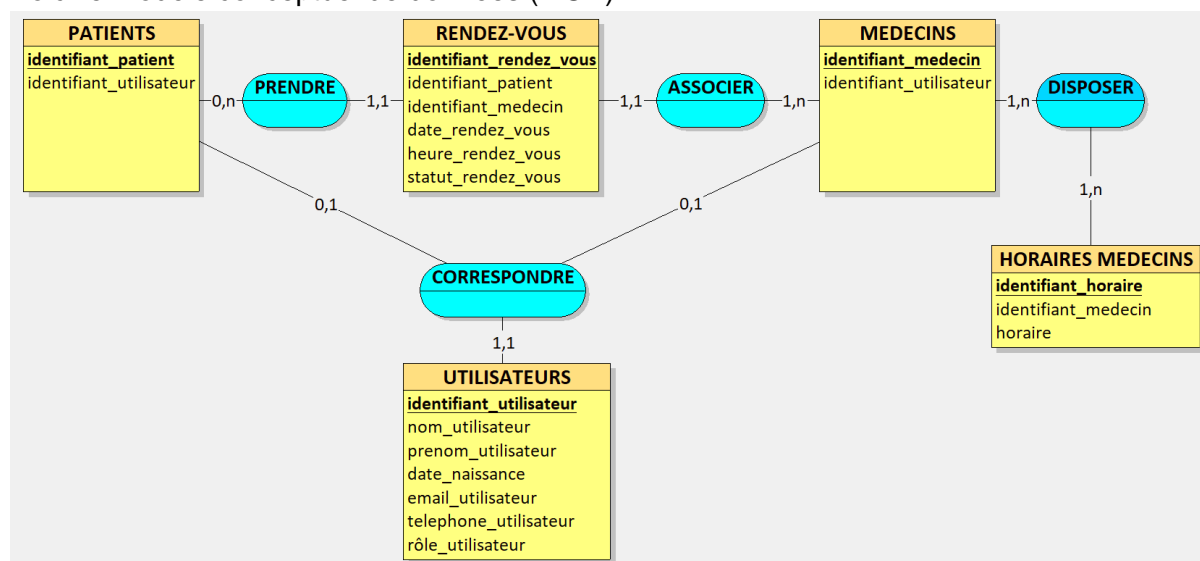 PATIENTS
identifiant_patient
identifiant_utilisateur
0,n
PRENDRE
1,1
RENDEZ-VOUS
identifiant_rendez_vous
identifiant_patient
identifiant_medecin
date_rendez_vous
heure_rendez_vous
statut_rendez_vous
1,1
ASSOCIER
1,n
MEDECINS
identifiant_medecin
identifiant_utilisateur
1,n
DISPOSER
1,n
0,1
0,1
CORRESPONDRE
1,1
HORAIRES MEDECINS
identifiant_horaire
identifiant_medecin
horaire
UTILISATEURS
identifiant_utilisateur
nom_utilisateur
prenom_utilisateur
date_naissance
email_utilisateur
telephone_utilisateur
rôle_utilisateur